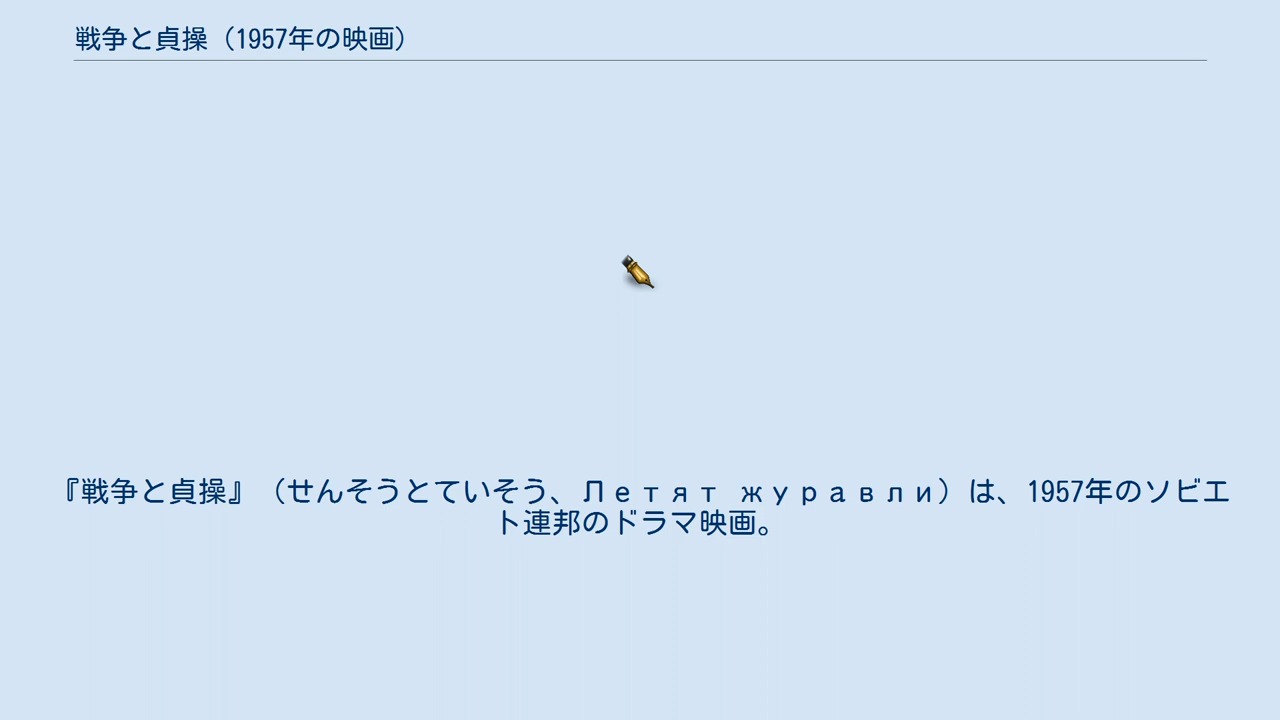 戦争と貞操（1957年の映画）
『戦争と貞操』（せんそうとていそう、Летят журавли）は、1957年のソビエ
ト連邦のドラマ映画。